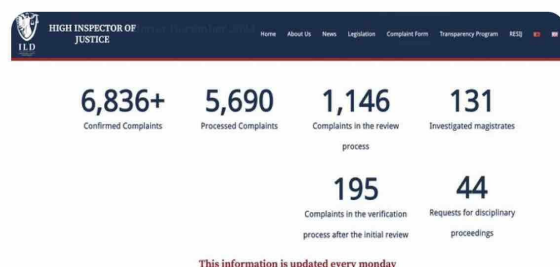 HIGH INSPECTOR OF
JUSTICE
ILD
Home About Us News Legislation Complaint Form Transparency Program RESIJ
6,836+ 5,690 1,146 131
Confirmed Complaints Processed Complaints Complaints in the review Investigated magistrates
process
195 44
Complaints in the verification Requests for disciplinary
process after the initial review proceedings
This information is updated every monday